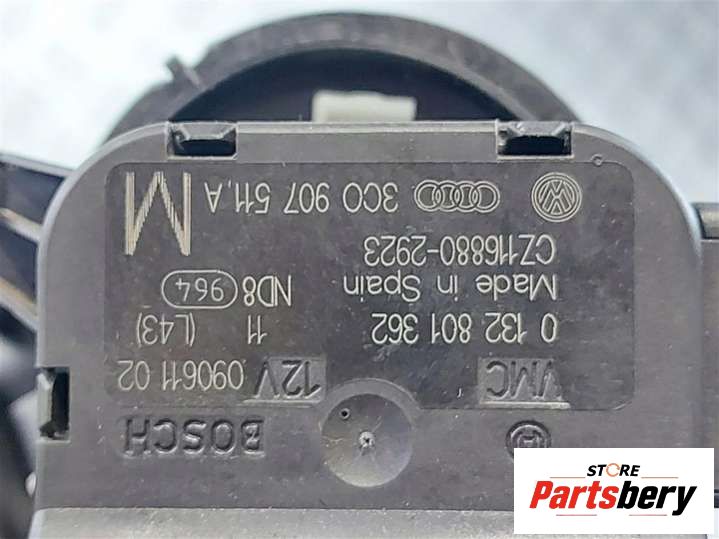 BOSCH
VMC 12V 090611 02
0 132 801 362 11 (L43)
Made in Spain ND8 964
CZ116880-2923
3C0 907 511,A M
STORE
Partsbery